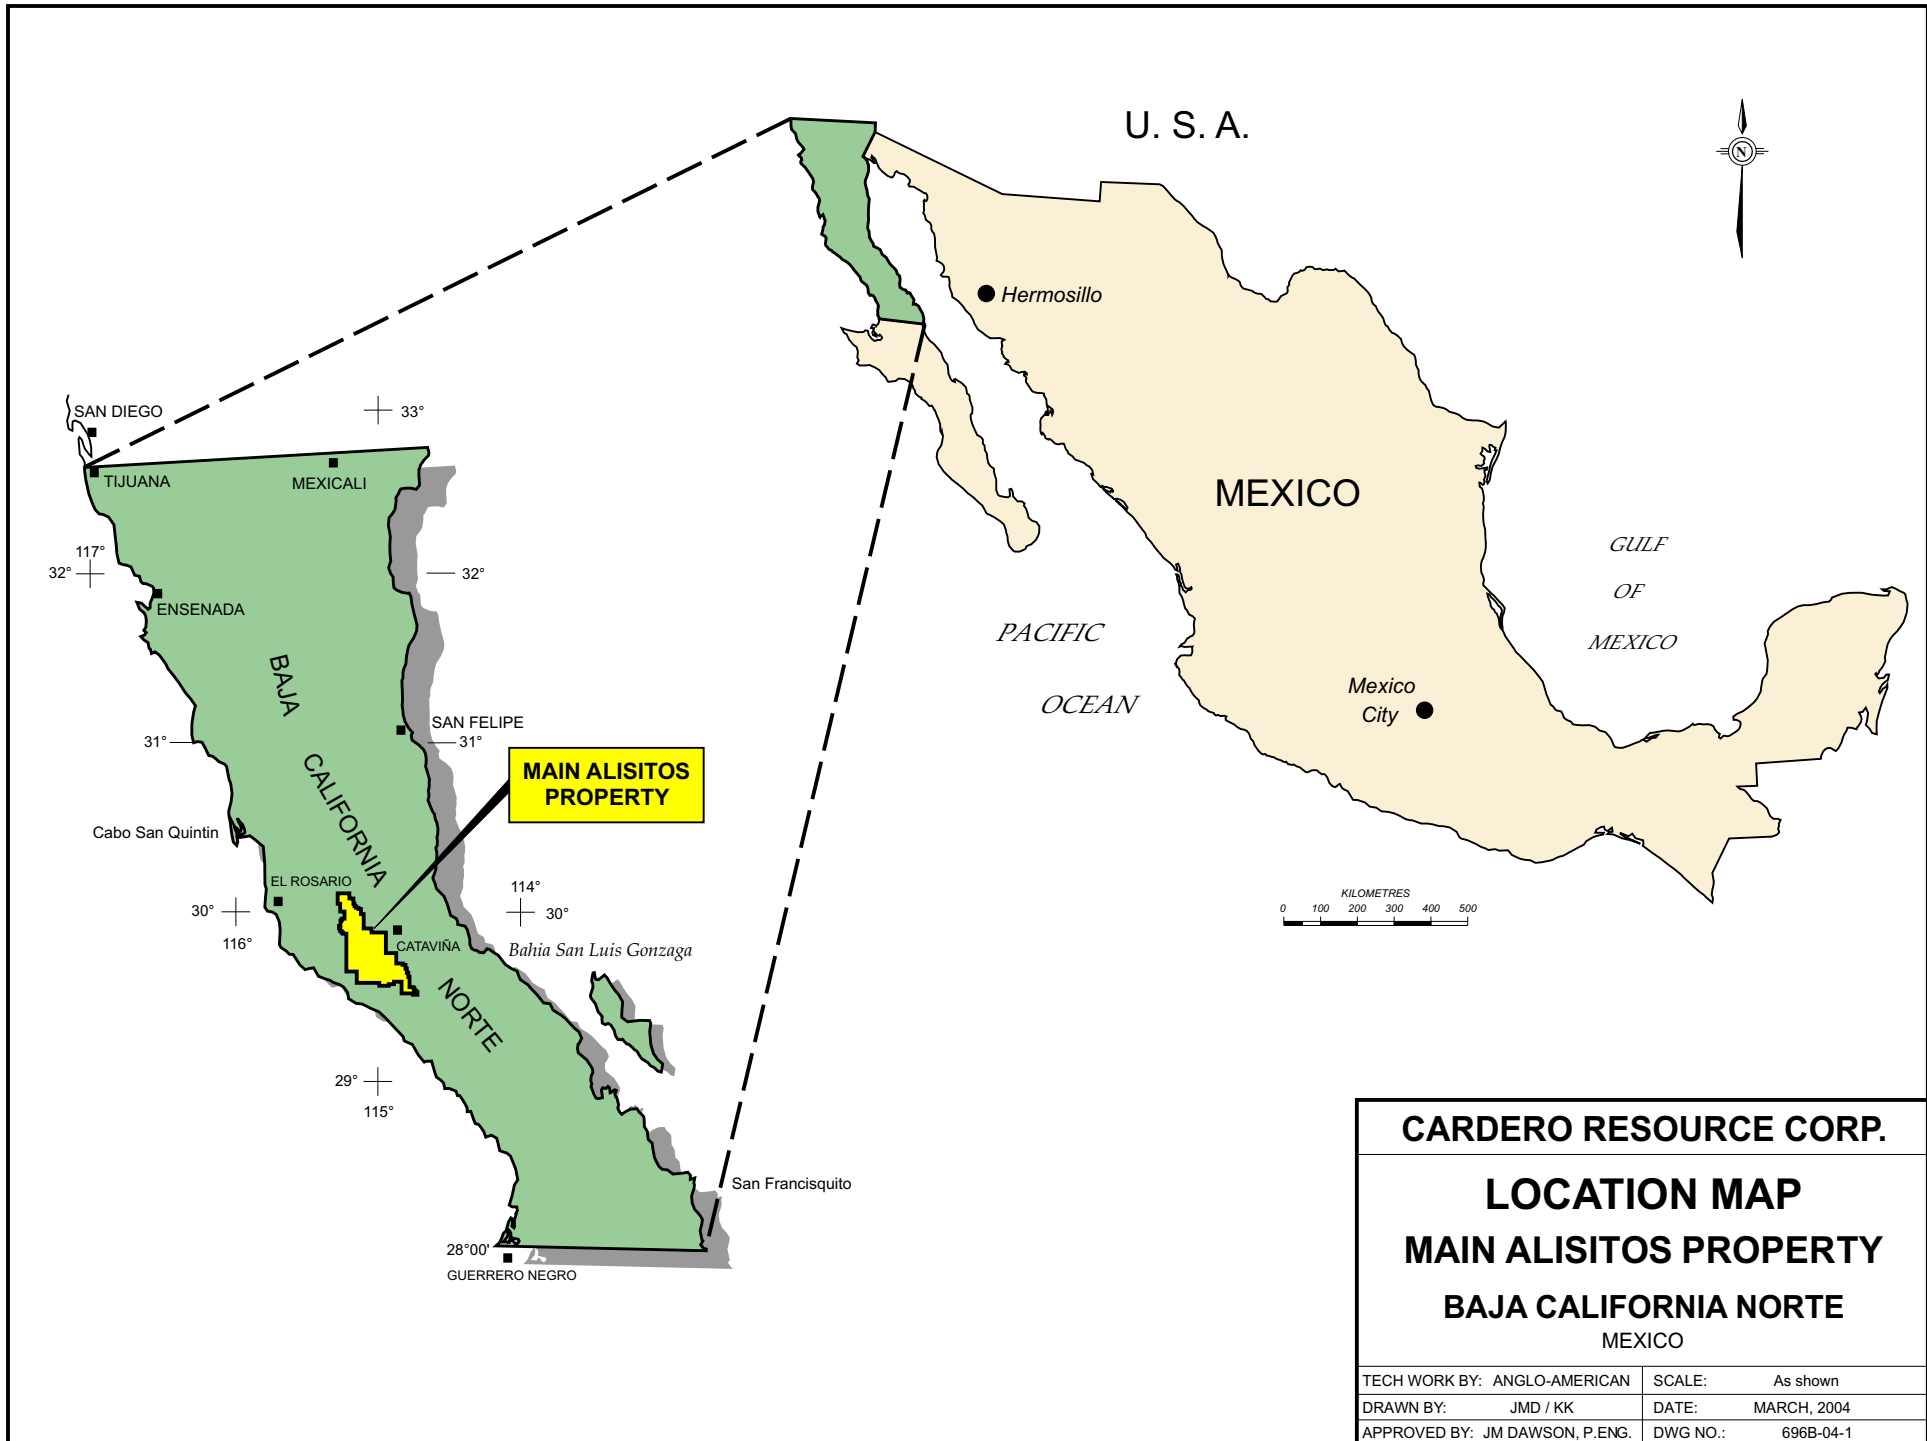 U. S. A.
N
Hermosillo
SAN DIEGO
33°
TIJUANA
MEXICALI
MEXICO
117°
32°
32°
GULF
OF
MEXICO
ENSENADA
PACIFIC
OCEAN
BAJA
CALIFORNIA
NORTE
Mexico
City
SAN FELIPE
31°
31°
MAIN ALISITOS
PROPERTY
Cabo San Quintin
EL ROSARIO
114°
30°
30°
116°
CATAVIÑA
Bahia San Luis Gonzaga
KILOMETRES
0 100 200 300 400 500
29°
115°
San Francisquito
28°00'
GUERRERO NEGRO
CARDERO RESOURCE CORP.
LOCATION MAP
MAIN ALISITOS PROPERTY
BAJA CALIFORNIA NORTE
MEXICO
TECH WORK BY: ANGLO-AMERICAN SCALE: As shown
DRAWN BY: JMD / KK DATE: MARCH, 2004
APPROVED BY: JM DAWSON, P.ENG. DWG NO.: 696B-04-1